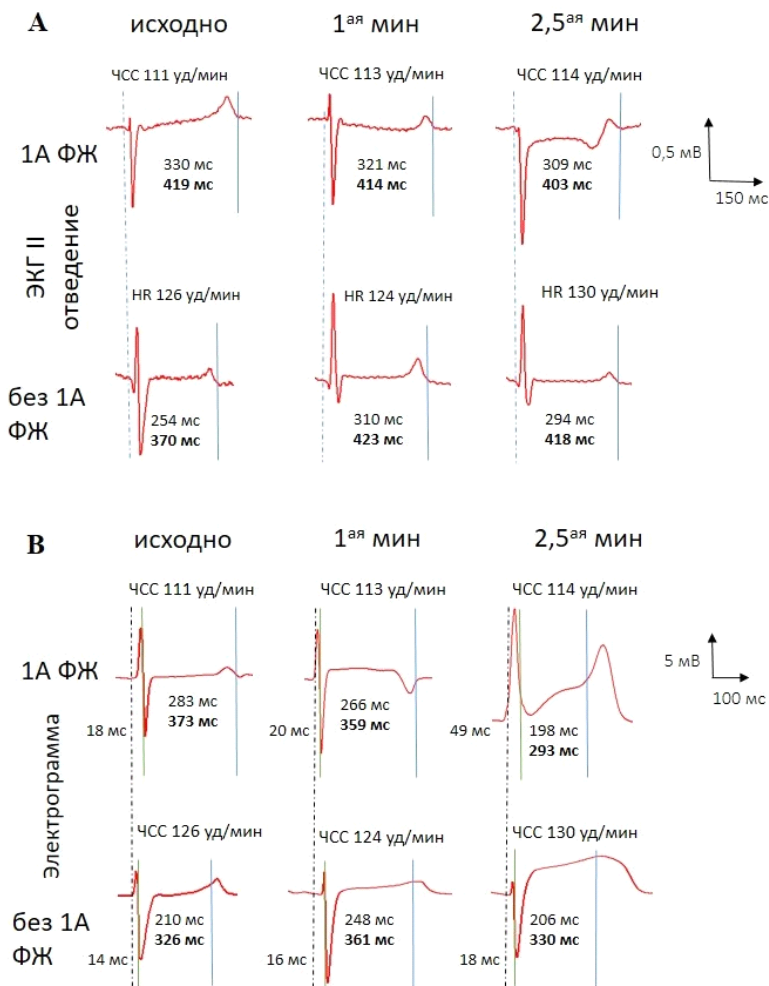 A
исходно 1ая мин 2,5ая мин
ЧСС 111 уд/мин ЧСС 113 уд/мин ЧСС 114 уд/мин
1А ФЖ
330 мс 321 мс 309 мс
419 мс 414 мс 403 мс
0,5 мВ
150 мс
ЭКГ II
отведение
HR 126 уд/мин HR 124 уд/мин HR 130 уд/мин
без 1А
ФЖ
254 мс 310 мс 294 мс
370 мс 423 мс 418 мс
B
исходно 1ая мин 2,5ая мин
ЧСС 111 уд/мин ЧСС 113 уд/мин ЧСС 114 уд/мин
1А ФЖ
5 мВ
100 мс
283 мс 266 мс 198 мс
373 мс 359 мс 293 мс
18 мс 20 мс 49 мс
Электрограмма
ЧСС 126 уд/мин ЧСС 124 уд/мин ЧСС 130 уд/мин
без 1А
ФЖ
210 мс 248 мс 206 мс
326 мс 361 мс 330 мс
14 мс 16 мс 18 мс